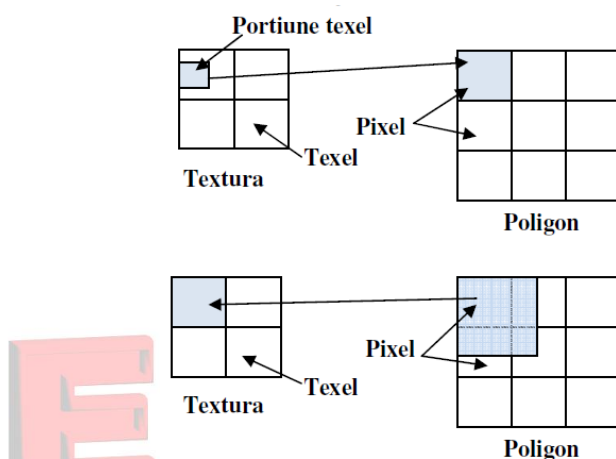 Portiune texel
Pixel
Texel
Textura
Poligon
Pixel
Texel
Textura
Poligon